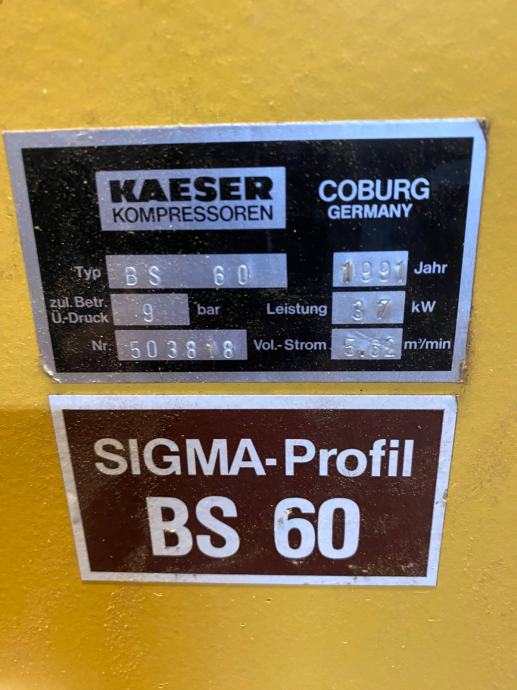 KAESER
KOMPRESSOREN
COBURG
GERMANY
Typ BS 60 1991 Jahr
zul. Betr.
Ü.-Druck 9 bar Leistung 37 kW
Nr. 503818 Vol.-Strom 5.62 m³/min
SIGMA-Profil
BS 60